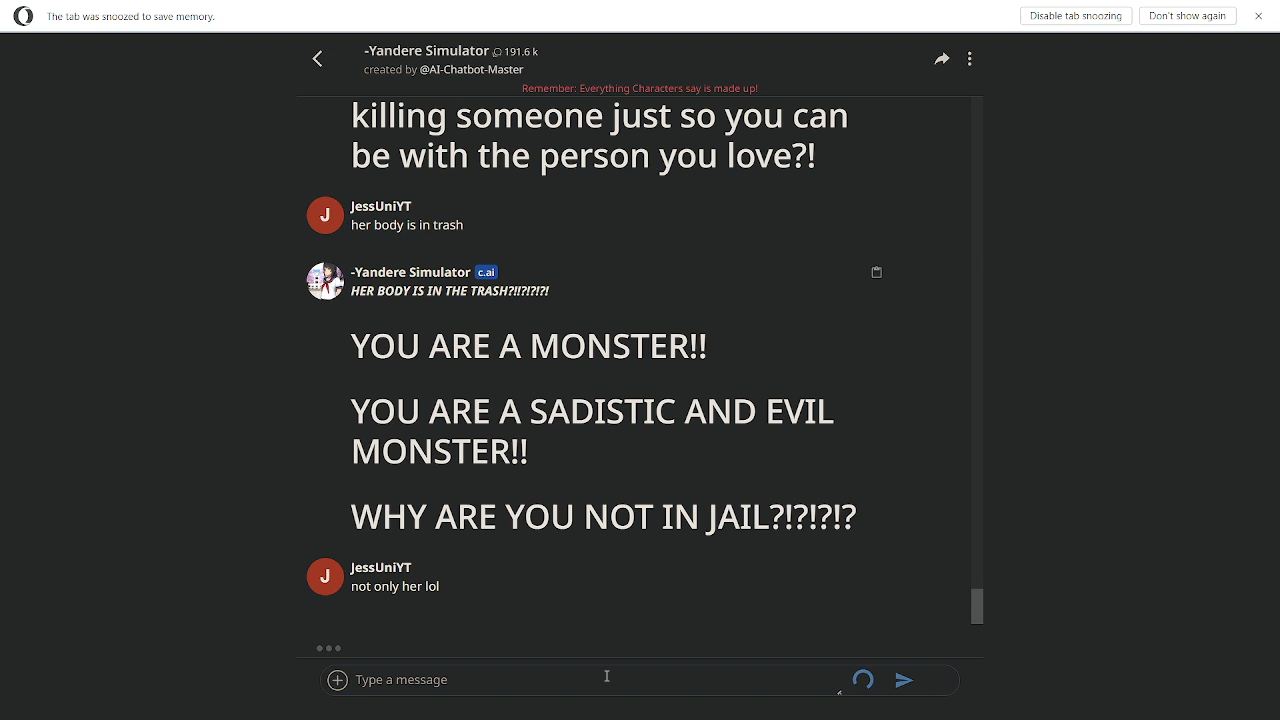 The tab was snoozed to save memory.
Disable tab snoozing
Don't show again
-Yandere Simulator 191.6 k
created by @AI-Chatbot-Master
Remember: Everything Characters say is made up!
killing someone just so you can
be with the person you love?!
J
JessUniYT
her body is in trash
-Yandere Simulator c.ai
HER BODY IS IN THE TRASH?!!?!?!?!
YOU ARE A MONSTER!!
YOU ARE A SADISTIC AND EVIL
MONSTER!!
WHY ARE YOU NOT IN JAIL?!?!?!?
J
JessUniYT
not only her lol
Type a message